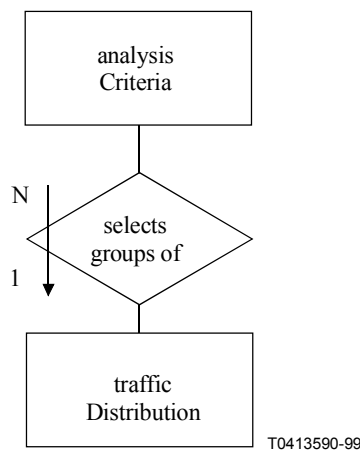 analysis
Criteria
N
selects
groups of
1
traffic
Distribution
T0413590-99